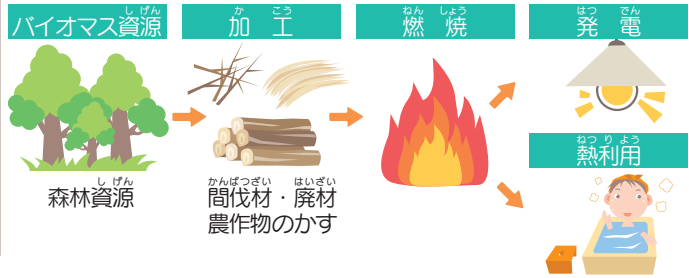 バイオマス資源
しげん
加工
かこう
燃焼
ねんしょう
発電
はつでん
熱利用
ねつりよう
森林資源
しげん
間伐材・廃材
かんばつざい はいざい
農作物のかす